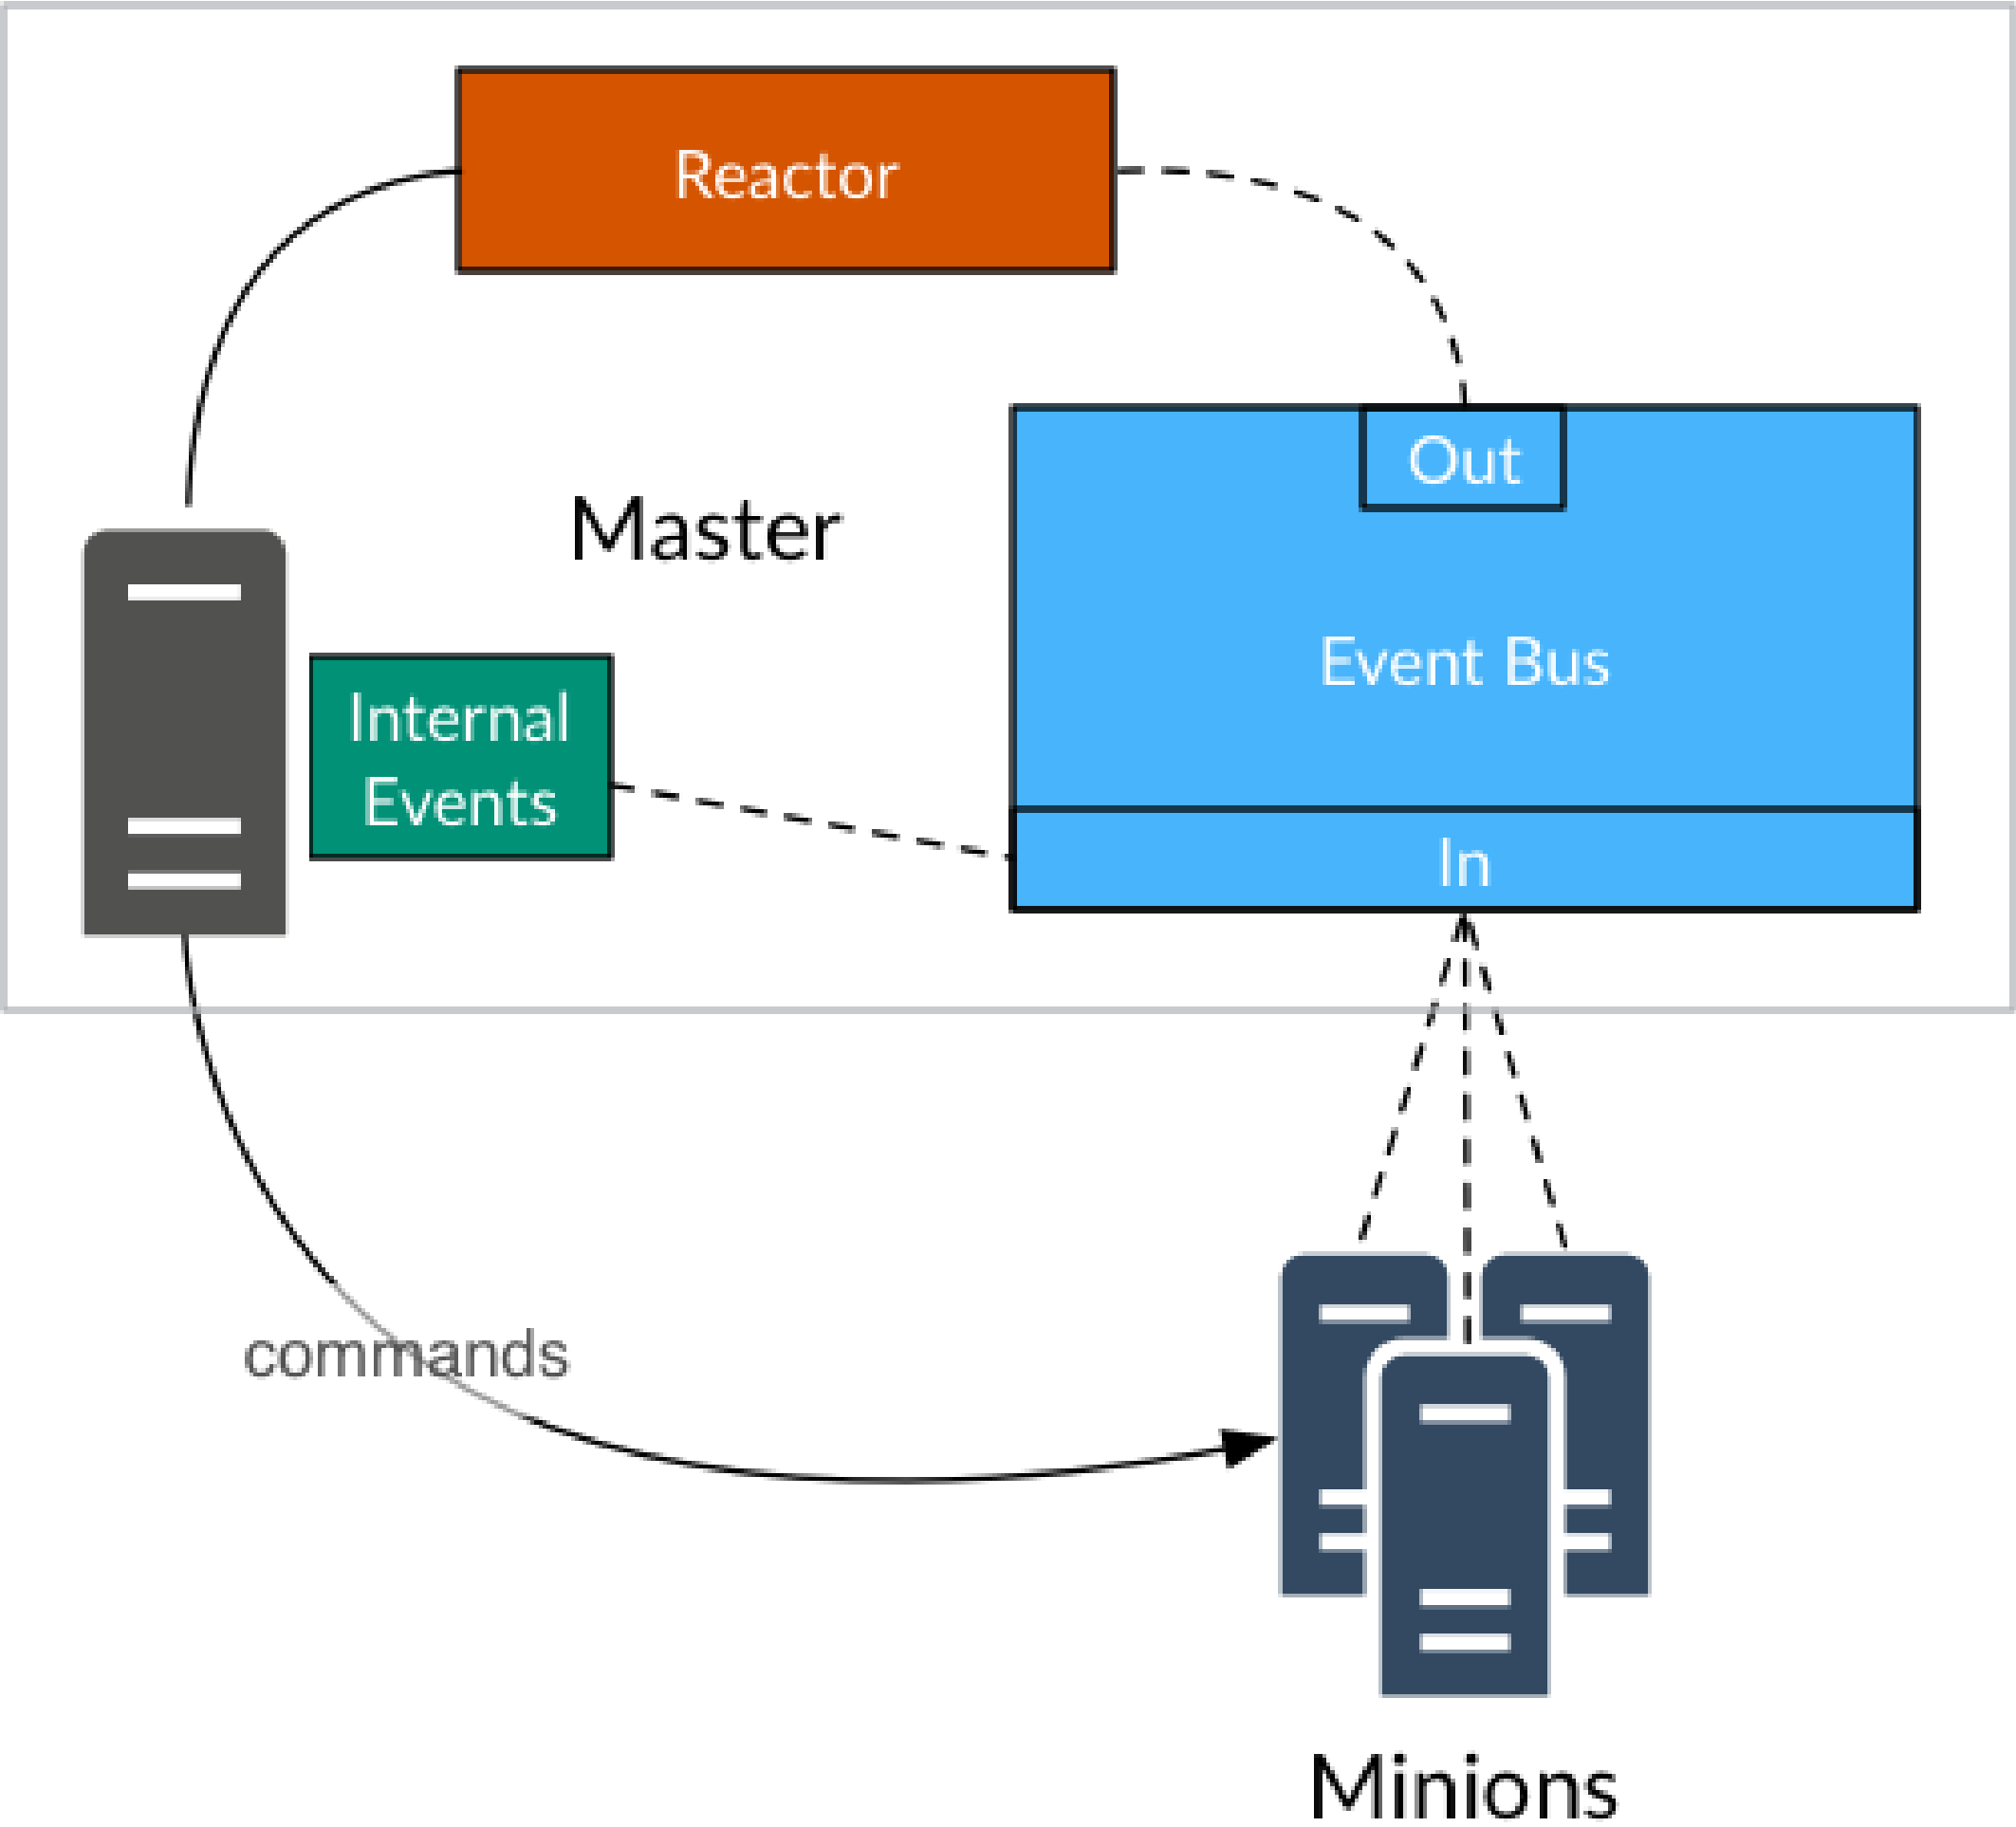 Reactor
Out
Master
Event Bus
Internal
Events
In
commands
Minions